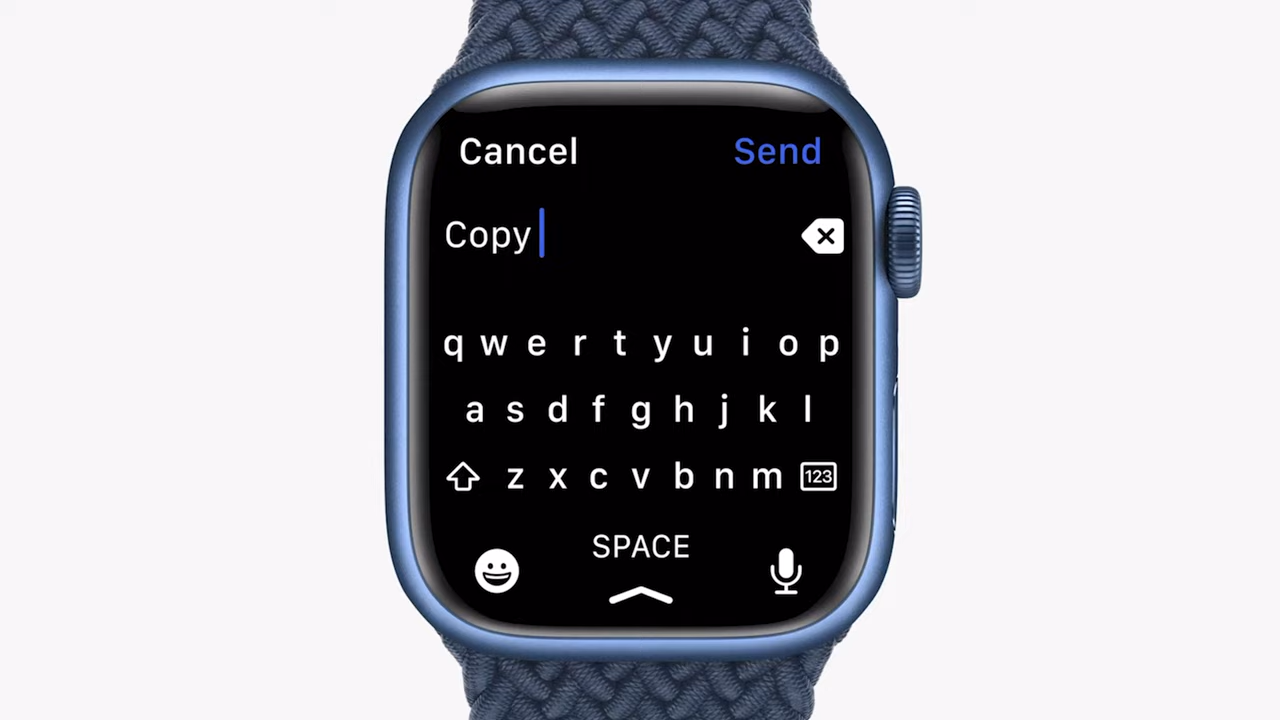 Cancel Send
Copy
q w e r t y u i o p
a s d f g h j k l
z x c v b n m 123
SPACE